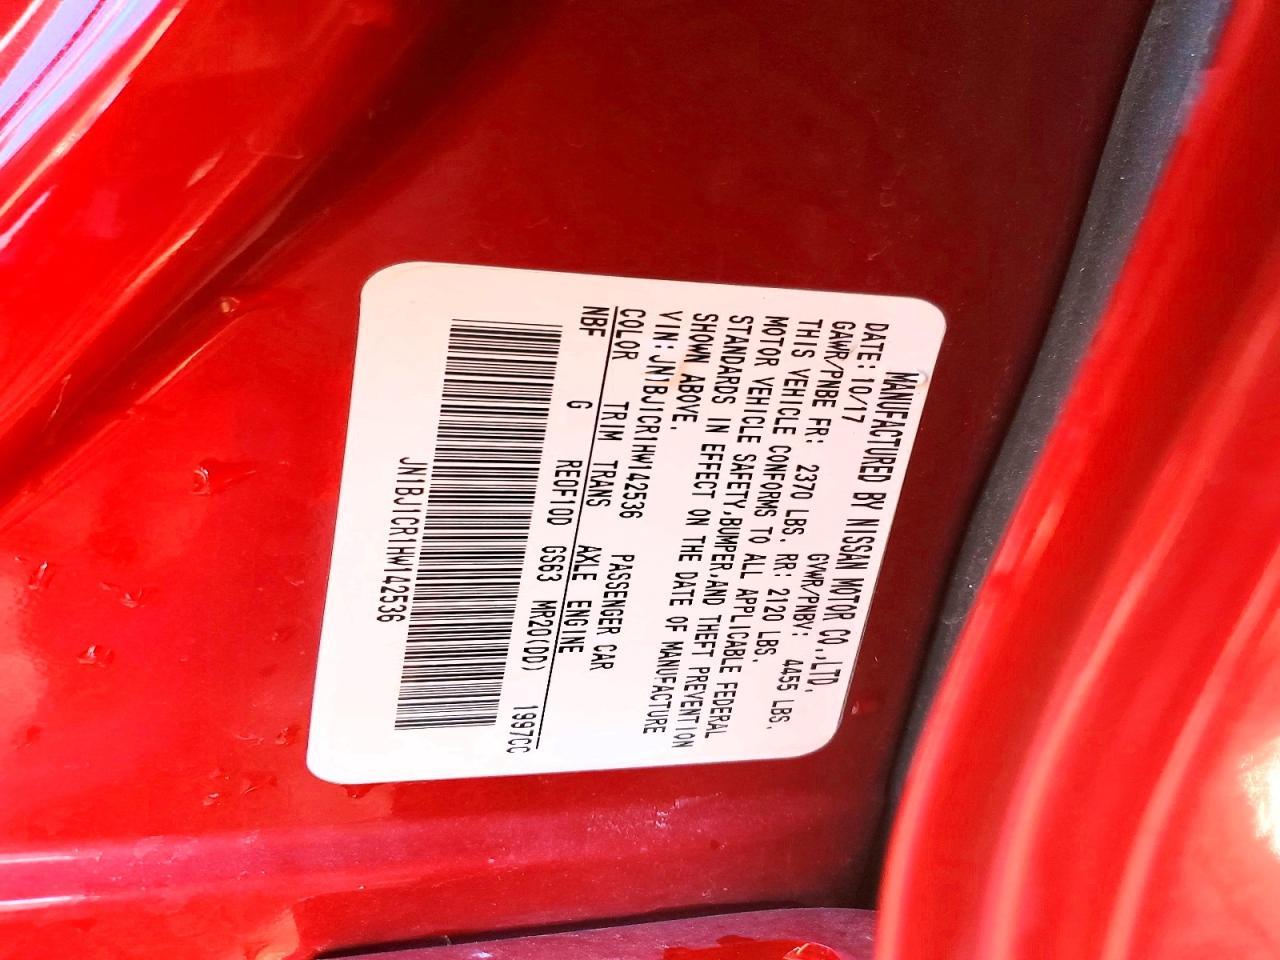 MANUFACTURED BY NISSAN MOTOR CO.,LTD.
DATE: 10/17 GVWR/PNBV: 4455 LBS.
GAWR/PNBE FR: 2370 LBS. RR: 2120 LBS.
THIS VEHICLE CONFORMS TO ALL APPLICABLE FEDERAL
MOTOR VEHICLE SAFETY,BUMPER,AND THEFT PREVENTION
STANDARDS IN EFFECT ON THE DATE OF MANUFACTURE
SHOWN ABOVE.
VIN: JN1BJ1CR1HW142536 PASSENGER CAR
COLOR TRIM TRANS AXLE ENGINE
NBF G RE0F10D GS63 MR20(DD) 1997CC
JN1BJ1CR1HW142536